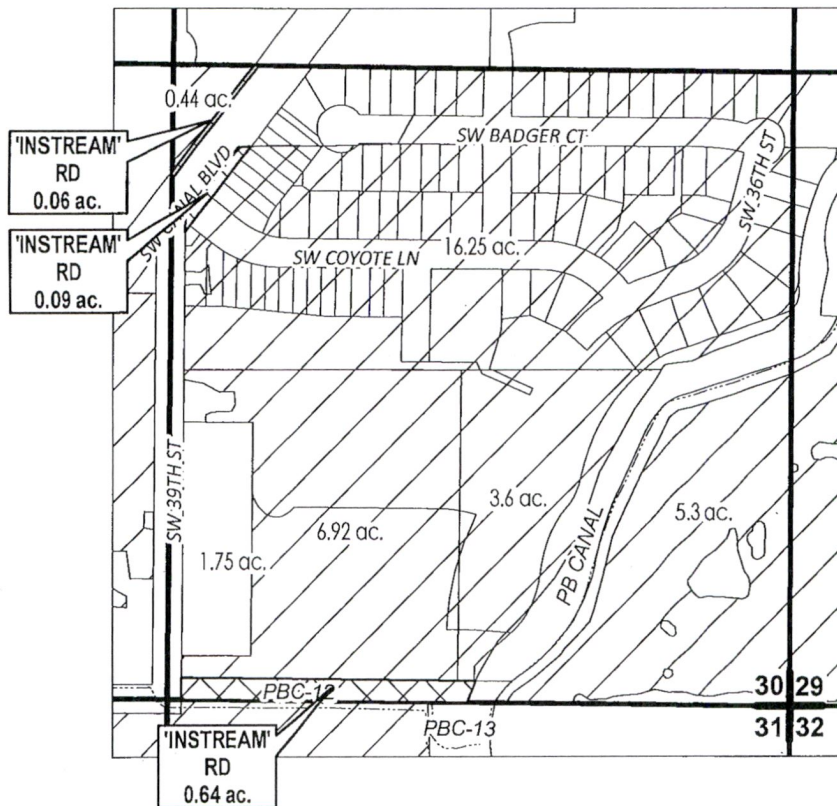 0.44 ac.
'INSTREAM'
RD
0.06 ac.
SW BADGER CT
SW 36TH ST
SW CANAL BLVD
'INSTREAM'
RD
0.09 ac.
SW COYOTE LN
16.25 ac.
SW 39TH ST
3.6 ac.
5.3 ac.
6.92 ac.
1.75 ac.
PB CANAL
PBC-12
30 29
31 32
PBC-13
'INSTREAM'
RD
0.64 ac.